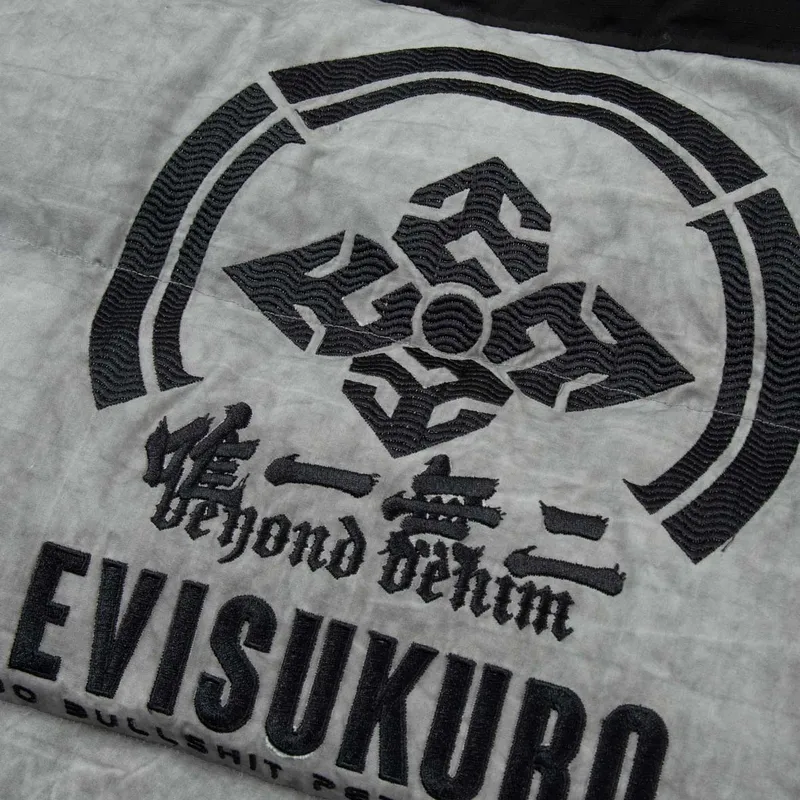 唯一無二
beyond denim
EVISUKURO
BULLSHIT